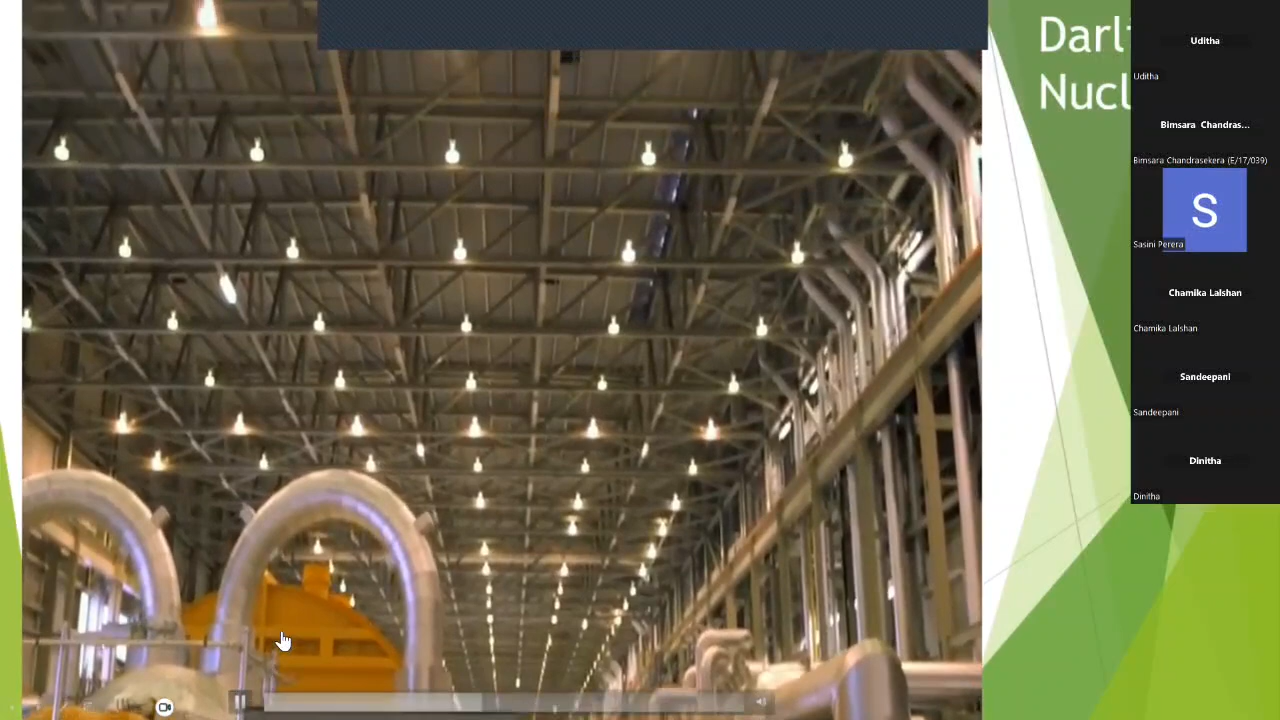 Darli
Nucl
Uditha
Uditha
Bimsara Chandras...
Bimsara Chandrasekera (E/17/039)
S
Sasini Perera
Chamika Lalshan
Chamika Lalshan
Sandeepani
Sandeepani
Dinitha
Dinitha